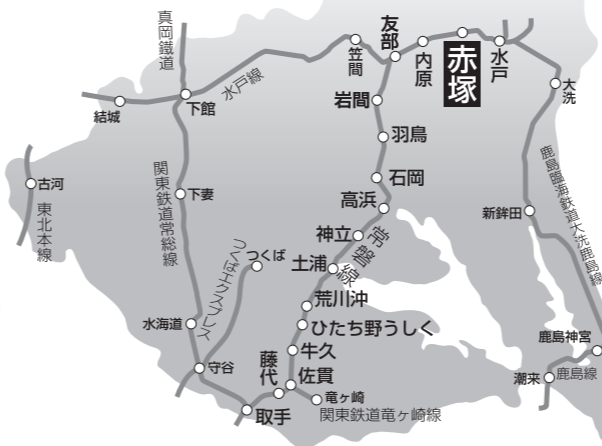 真岡鐵道
友部
笠間
内原
赤塚
水戸
大洗
水戸線
結城
下館
岩間
羽鳥
石岡
高浜
古河
東北本線
関東鉄道常総線
下妻
新鉾田
鹿島臨海鉄道大洗鹿島線
神立
常磐線
つくば
つくばエクスプレス
土浦
荒川沖
水海道
ひたち野うしく
鹿島神宮
守谷
牛久
藤代
佐貫
潮来
鹿島線
竜ヶ崎
取手
関東鉄道竜ヶ崎線